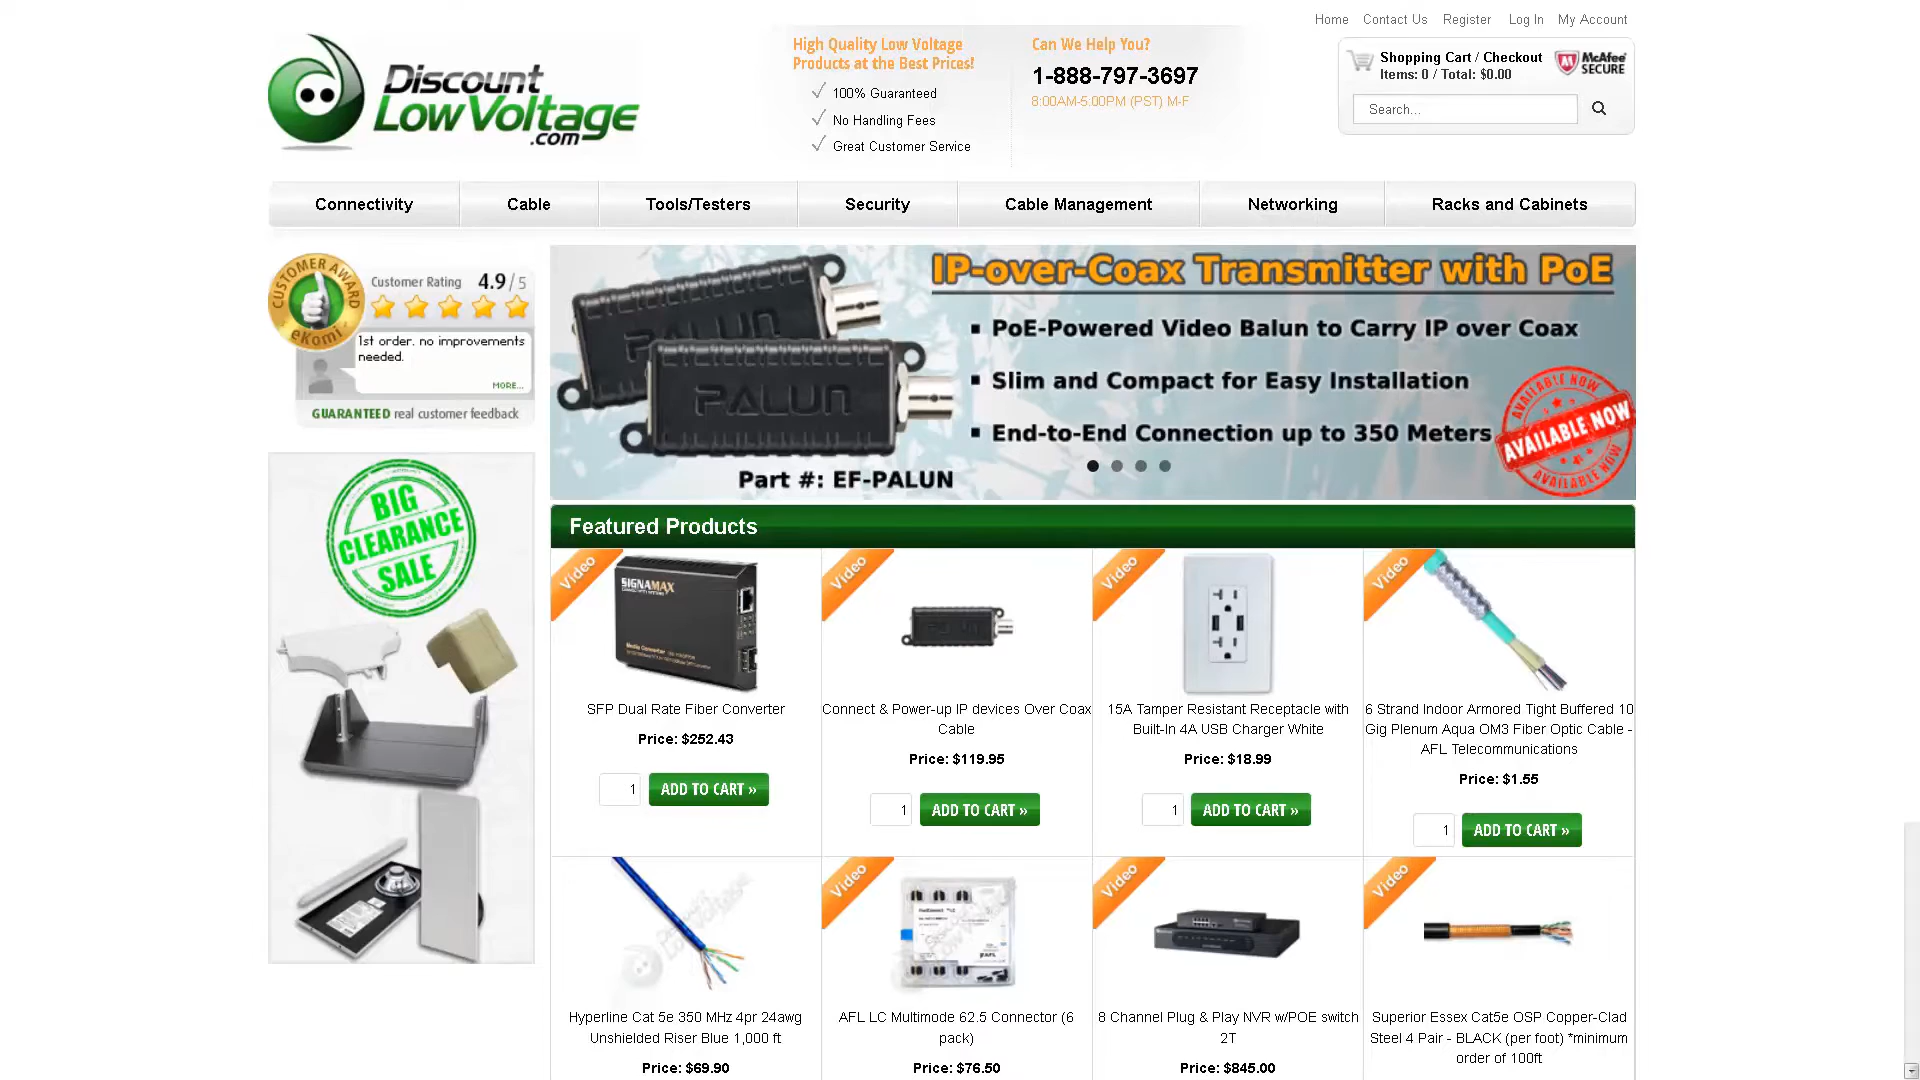 Home Contact Us Register Log In My Account
Discount
LowVoltage
.com
High Quality Low Voltage
Products at the Best Prices!
100% Guaranteed
No Handling Fees
Great Customer Service
Can We Help You?
1-888-797-3697
8:00AM-5:00PM (PST) M-F
Shopping Cart / Checkout
Items: 0 / Total: $0.00
McAfee
SECURE
Search...
Connectivity Cable Tools/Testers Security Cable Management Networking Racks and Cabinets
CUSTOMER AWARD
eKomi
Customer Rating 4.9 / 5
1st order. no improvements
needed.
MORE...
GUARANTEED real customer feedback
BIG
CLEARANCE
SALE
IP-over-Coax Transmitter with PoE
PoE-Powered Video Balun to Carry IP over Coax
Slim and Compact for Easy Installation
End-to-End Connection up to 350 Meters
PALUN
PALUN
Part #: EF-PALUN
AVAILABLE NOW
AVAILABLE NOW
AVAILABLE NOW
Featured Products
Video
Video
Video
Video
SIGNAMAX
Media Converter
PALUN
SFP Dual Rate Fiber Converter
Price: $252.43
1 ADD TO CART »
Connect & Power-up IP devices Over Coax
Cable
Price: $119.95
1 ADD TO CART »
15A Tamper Resistant Receptacle with
Built-In 4A USB Charger White
Price: $18.99
1 ADD TO CART »
6 Strand Indoor Armored Tight Buffered 10
Gig Plenum Aqua OM3 Fiber Optic Cable -
AFL Telecommunications
Price: $1.55
1 ADD TO CART »
Video
Video
Video
AFL
Hyperline Cat 5e 350 MHz 4pr 24awg
Unshielded Riser Blue 1,000 ft
Price: $69.90
AFL LC Multimode 62.5 Connector (6
pack)
Price: $76.50
8 Channel Plug & Play NVR w/POE switch
2T
Price: $845.00
Superior Essex Cat5e OSP Copper-Clad
Steel 4 Pair - BLACK (per foot) *minimum
order of 100ft